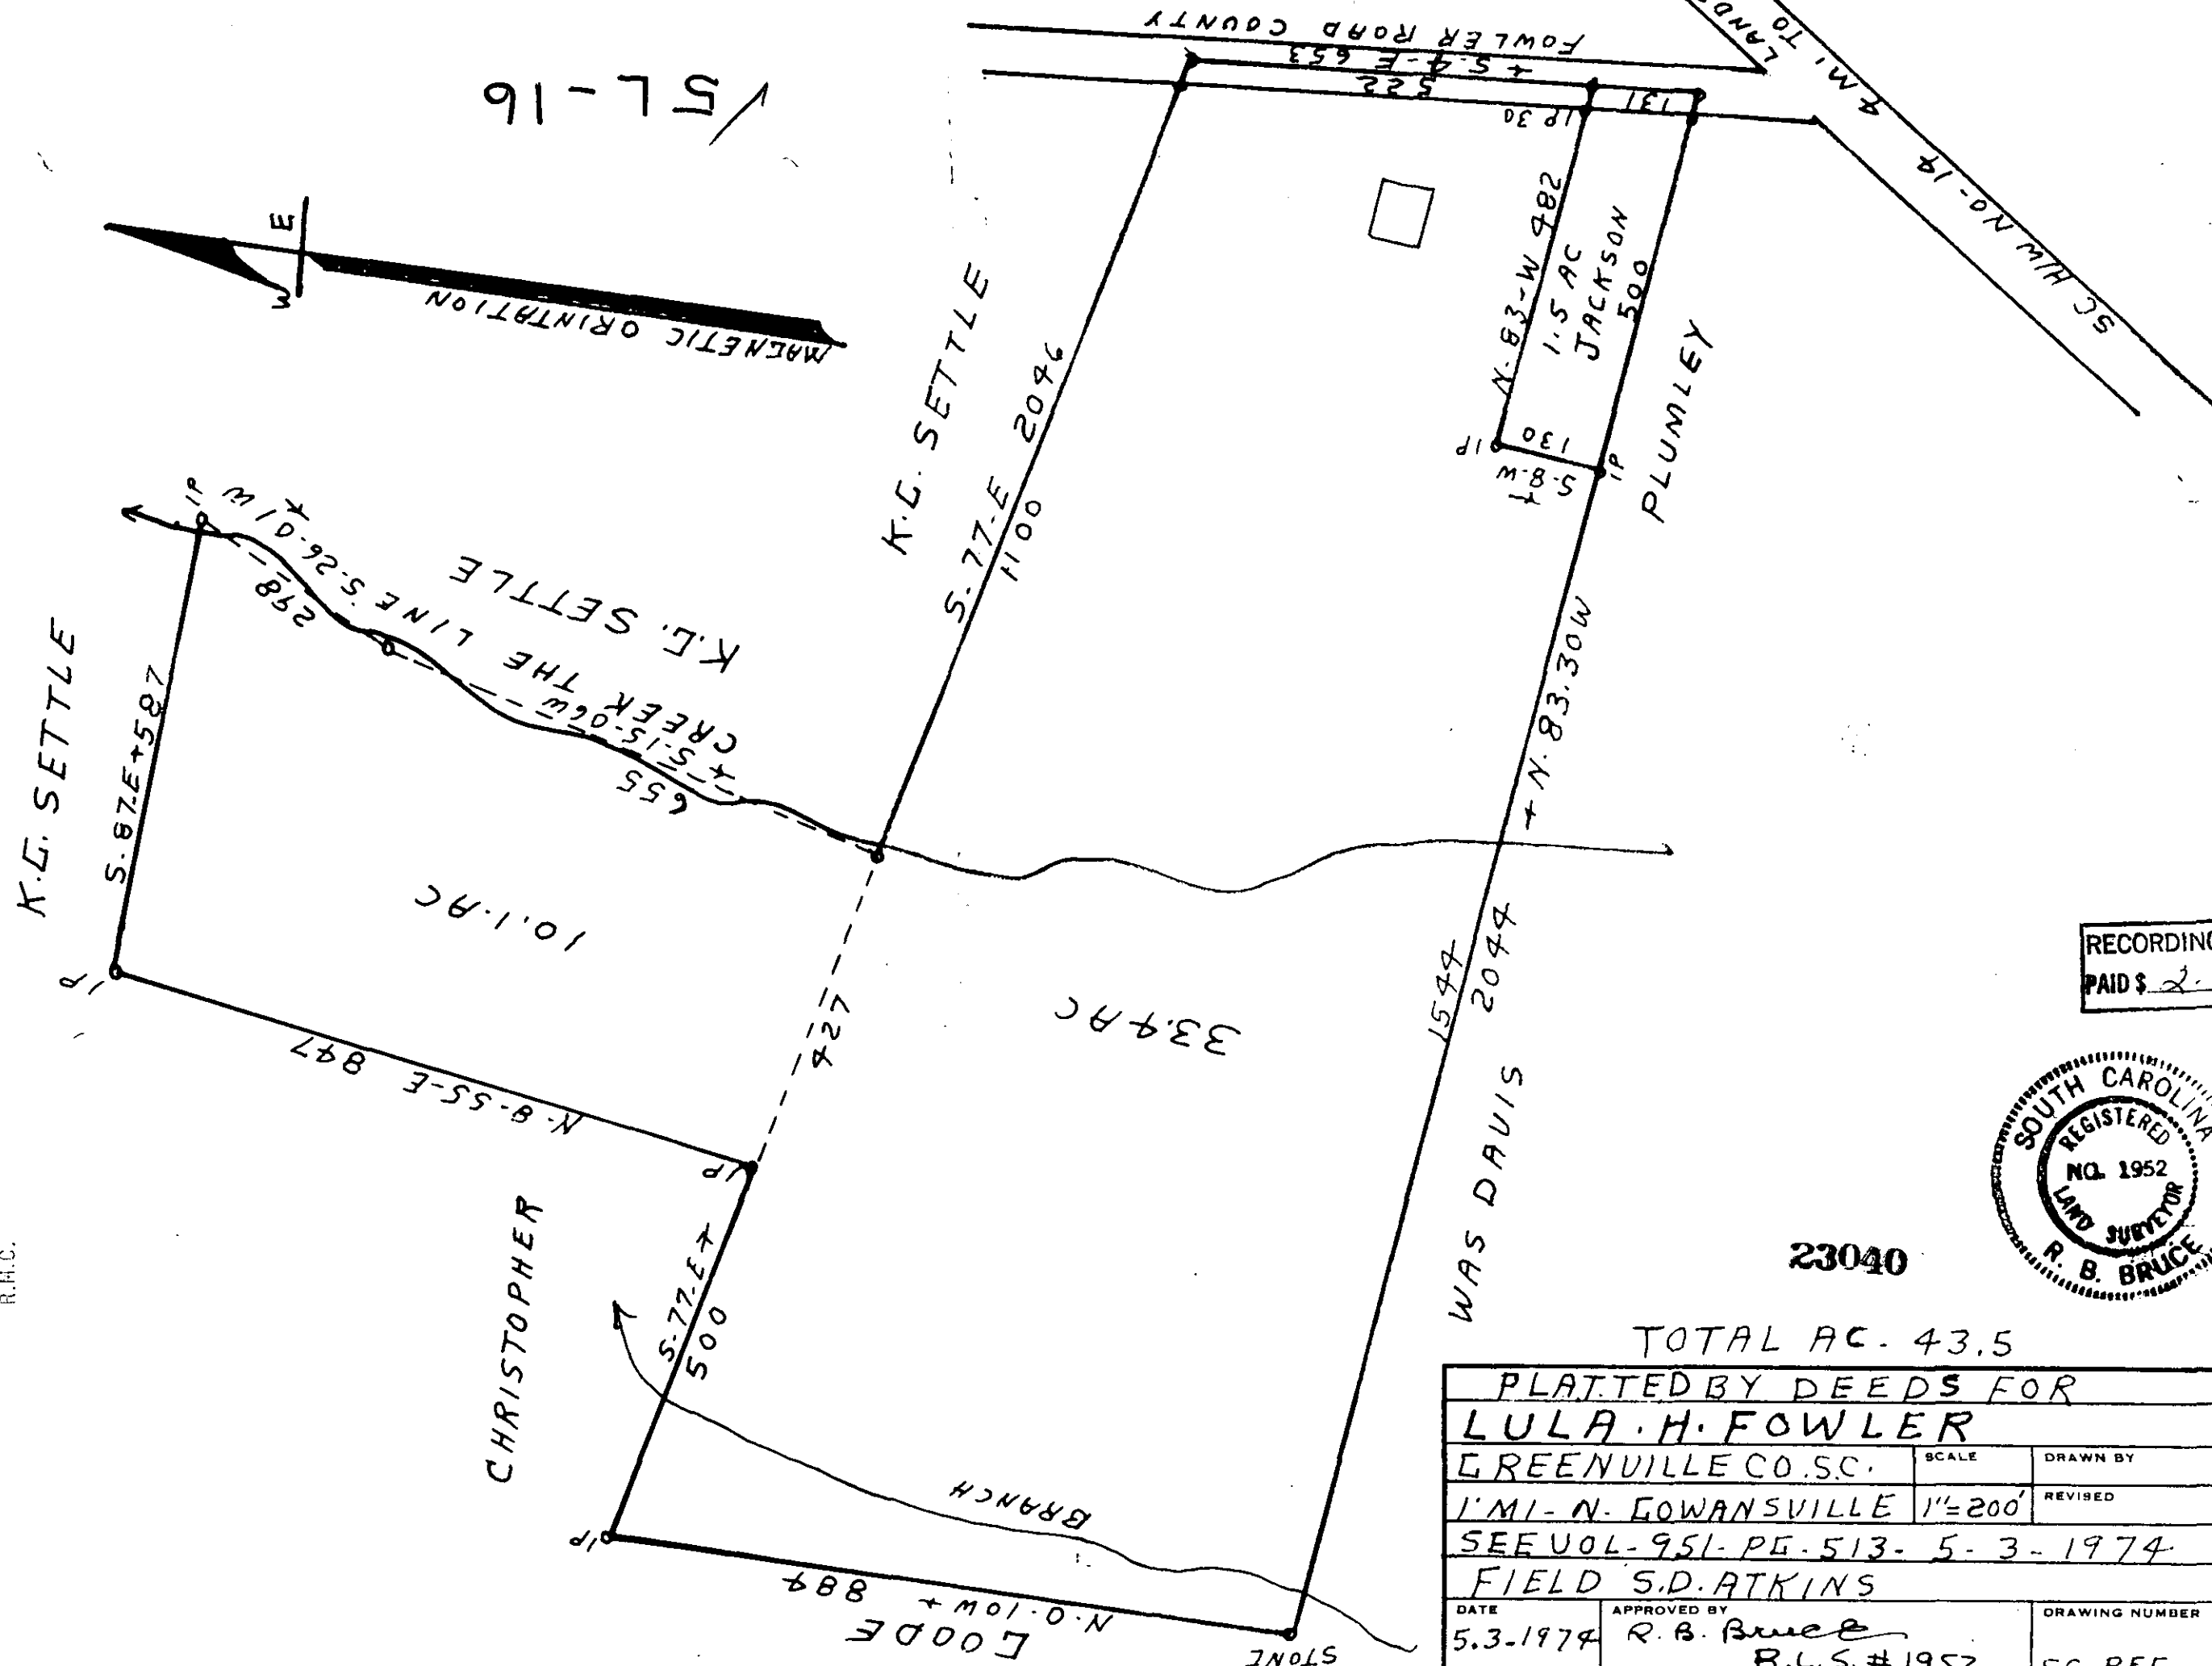 FOWLER ROAD COUNTY
+ S-4-E 653
522
131
IP 30
LAND
2 MI. TO
SC H/W NO-14
5L-16
E
W
MAGNETIC ORINTATION
N-83-W 482
1.5 AC
JACKSON
500
PLUMLEY
130
S-8-W
+
IP
IP
K.G. SETTLE
S-77-E 2046
1100
IP
298
CREEK THE LINE S-26-0/W
+
K.G. SETTLE
+ S-15-06W
655
K.G. SETTLE
S-87-E+587
10.1-AC
IP
N-8-55-E 847
IP
427
33.4 AC
+ N-83-30W
1544
2044
WAS DAVIS
CHRISTOPHER
S-77-E+
500
BRANCH
IP
N-0-10W + 884
GOODE
STONE
R.M.C.
RECORDING
PAID $ 2.
SOUTH CAROLINA
REGISTERED
NO. 1952
LAND SURVEYOR
R. B. BRUCE
23040
TOTAL AC. 43.5
PLATTED BY DEEDS FOR
LULA. H. FOWLER
GREENVILLE CO. S.C. SCALE DRAWN BY
1' MI- N. GOWANSVILLE 1"=200' REVISED
SEE VOL-951-PG-513- 5-3-1974
FIELD S.D. ATKINS
DATE APPROVED BY DRAWING NUMBER
5.3-1974 R. B. Bruce
R.L.S. #1952